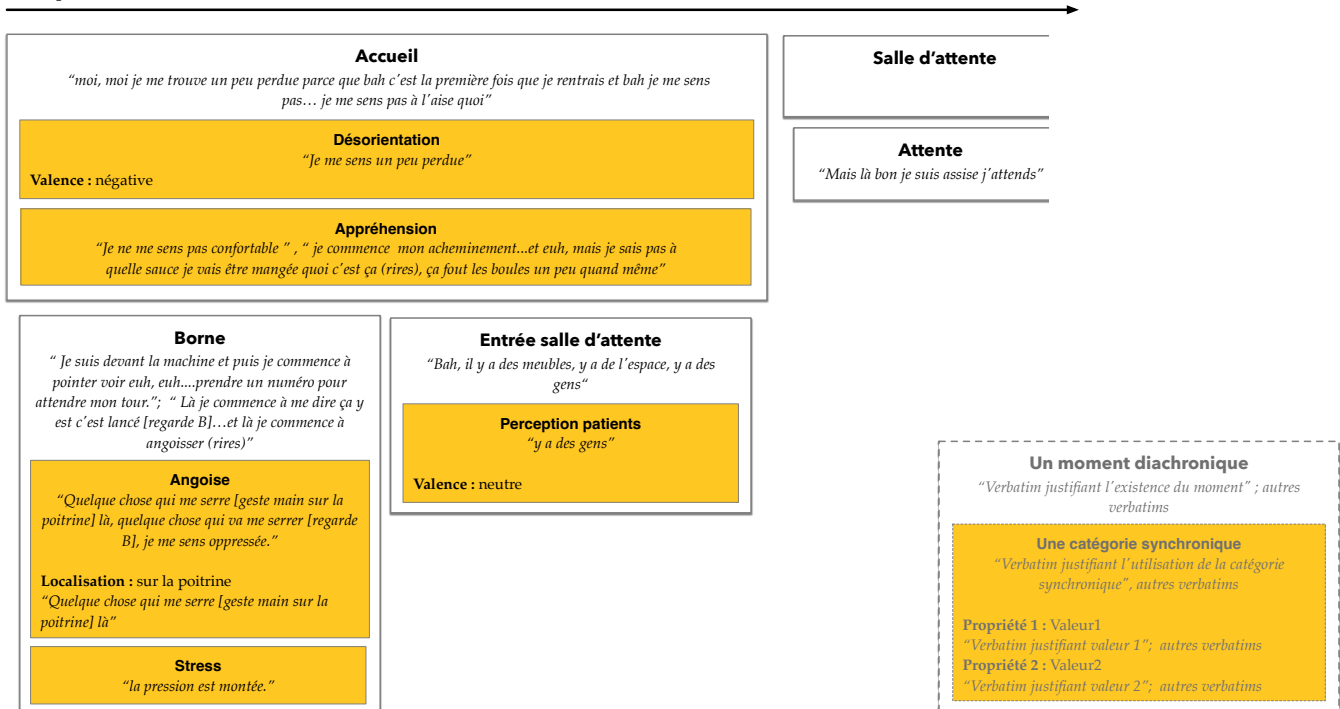 Accueil
“moi, moi je me trouve un peu perdue parce que bah c’est la première fois que je rentrais et bah je me sens
pas… je me sens pas à l’aise quoi”
Désorientation
“Je me sens un peu perdue”
Valence : négative
Appréhension
“Je ne me sens pas confortable ” , “ je commence mon acheminement...et euh, mais je sais pas à
quelle sauce je vais être mangée quoi c’est ça (rires), ça fout les boules un peu quand même”
Salle d’attente
Attente
“Mais là bon je suis assise j’attends”
Borne
“ Je suis devant la machine et puis je commence à
pointer voir euh, euh....prendre un numéro pour
attendre mon tour.”; “ Là je commence à me dire ça y
est c’est lancé [regarde B]…et là je commence à
angoisser (rires)”
Angoise
“Quelque chose qui me serre [geste main sur la
poitrine] là, quelque chose qui va me serrer [regarde
B], je me sens oppressée.”
Localisation : sur la poitrine
“Quelque chose qui me serre [geste main sur la
poitrine] là”
Stress
“la pression est montée.”
Entrée salle d’attente
“Bah, il y a des meubles, y a de l’espace, y a des
gens“
Perception patients
“y a des gens”
Valence : neutre
Un moment diachronique
“Verbatim justifiant l’existence du moment” ; autres
verbatims
Une catégorie synchronique
“Verbatim justifiant l’utilisation de la catégorie
synchronique”, autres verbatims
Propriété 1 : Valeur1
“Verbatim justifiant valeur 1”; autres verbatims
Propriété 2 : Valeur2
“Verbatim justifiant valeur 2”; autres verbatims